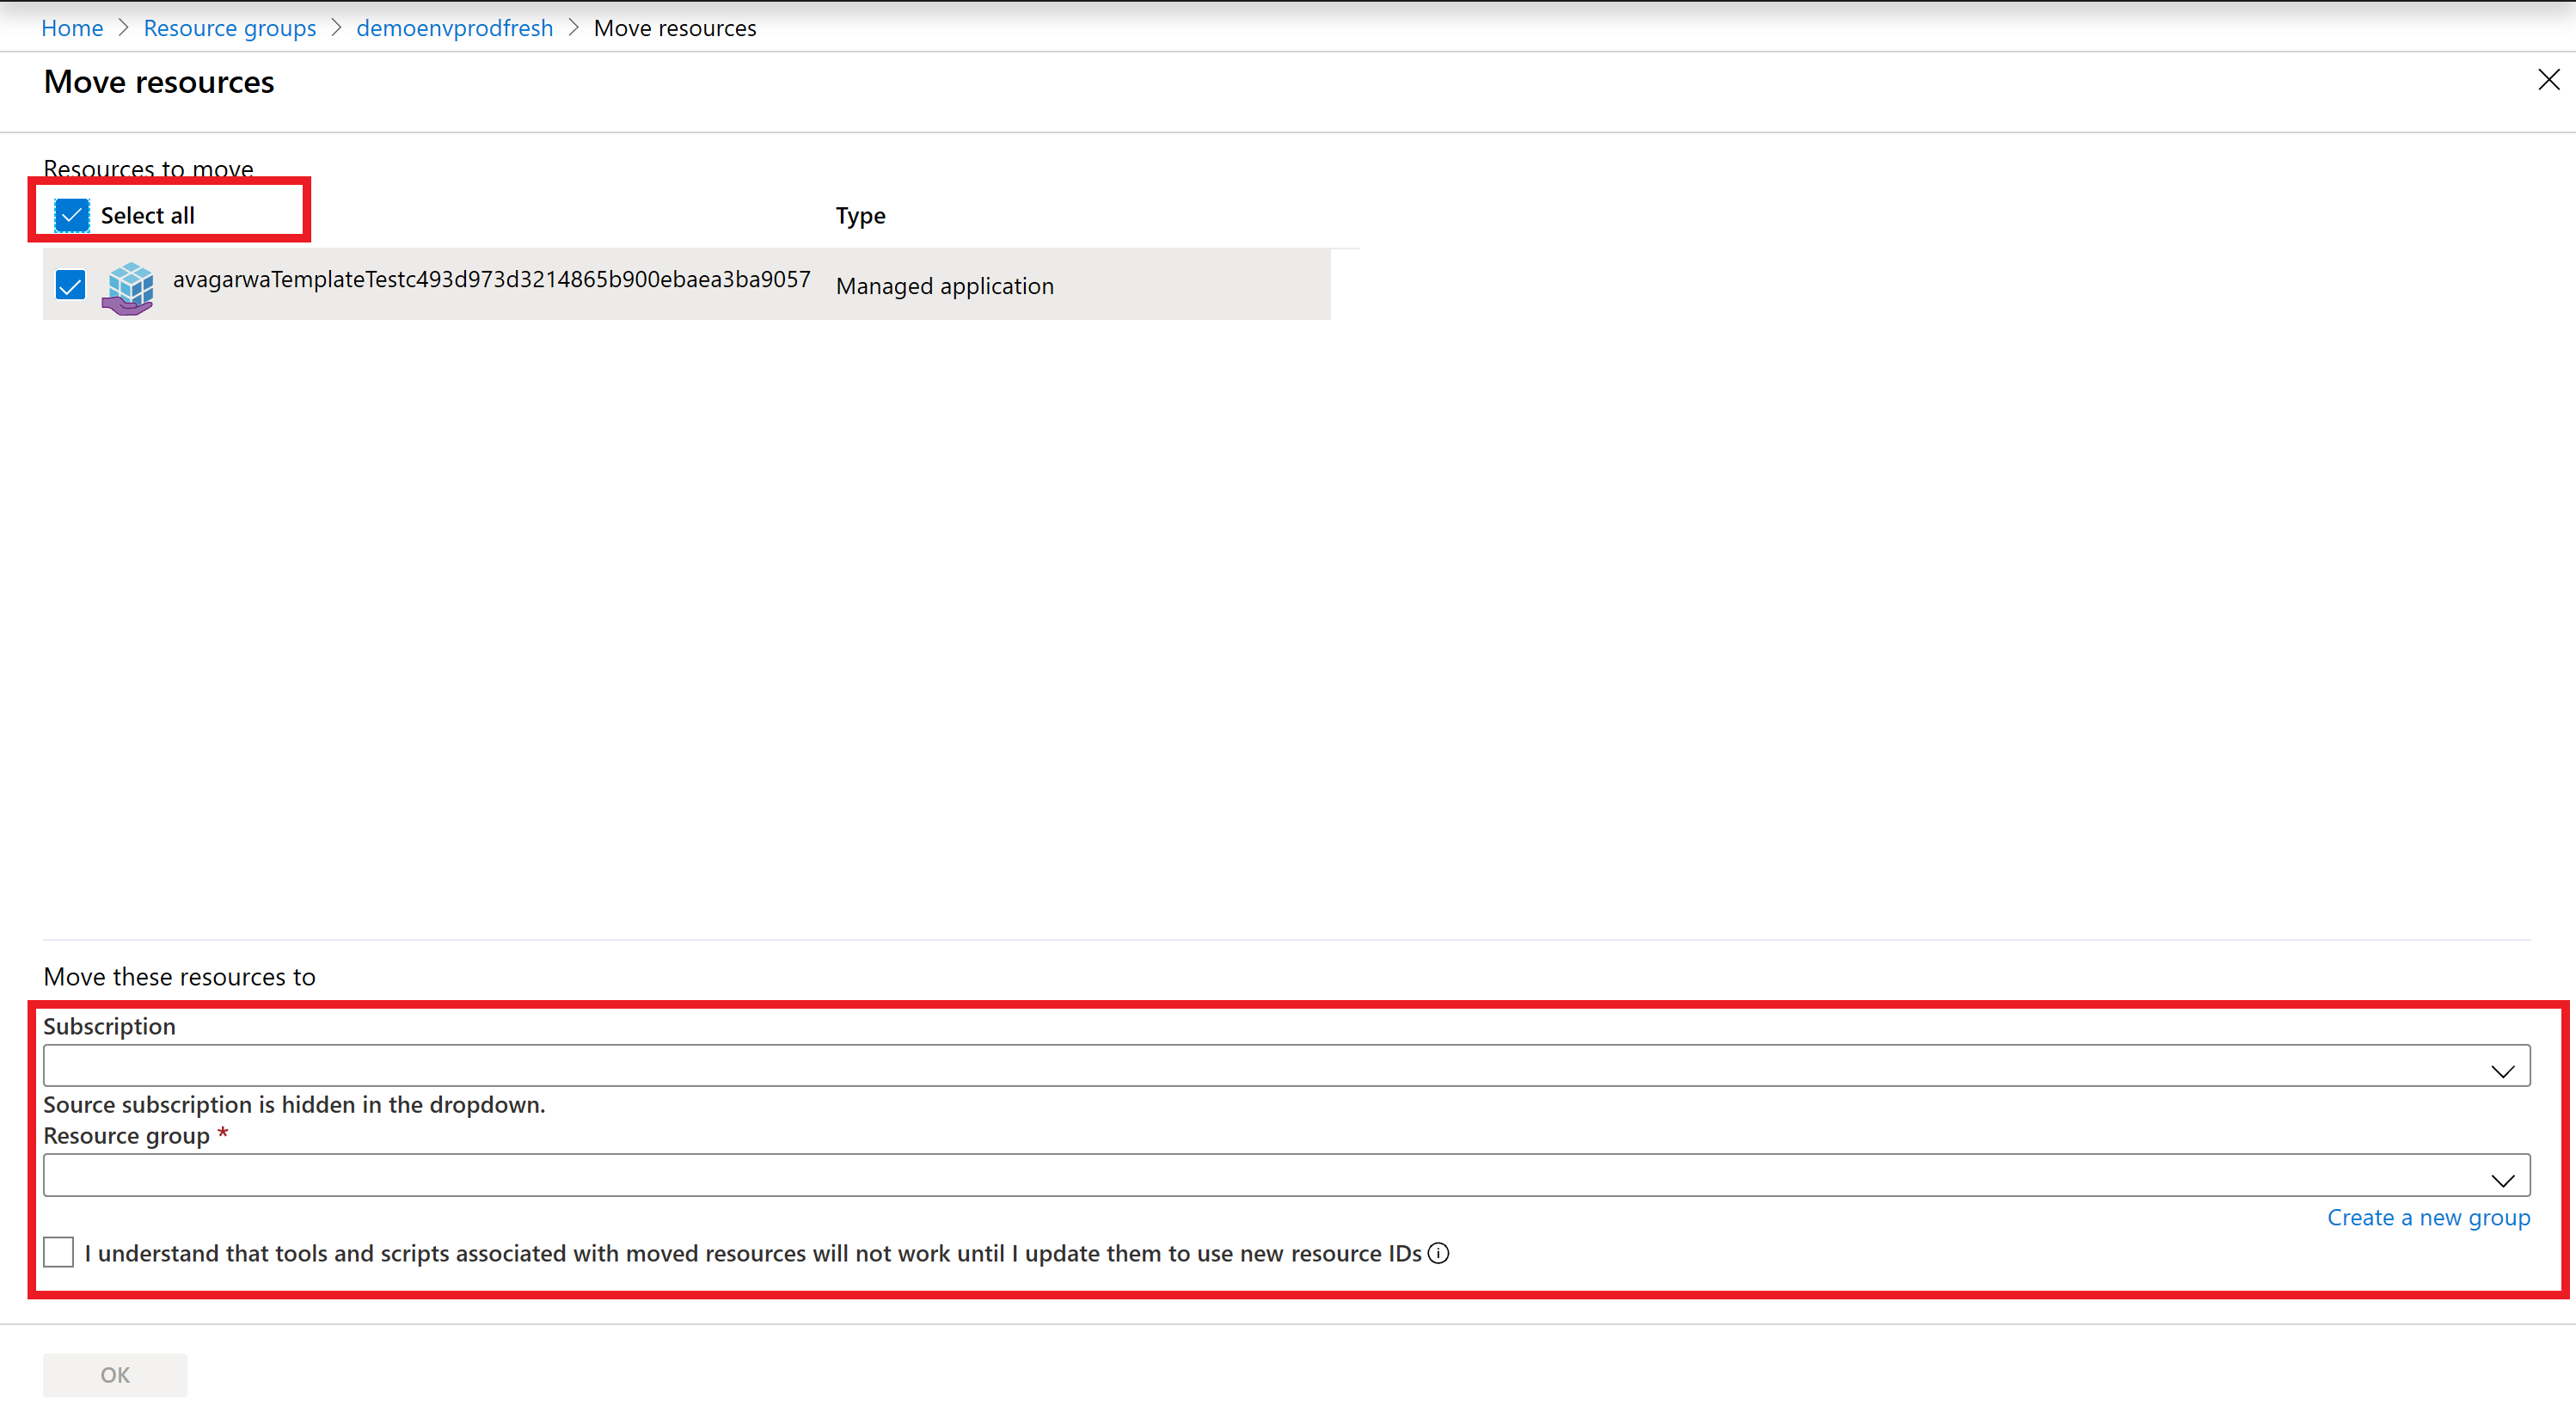 Home > Resource groups > demoenvprodfresh > Move resources
Move resources
Resources to move
Select all Type
avagarwaTemplateTestc493d973d3214865b900ebaea3ba9057 Managed application
Move these resources to
Subscription
Source subscription is hidden in the dropdown.
Resource group *
Create a new group
I understand that tools and scripts associated with moved resources will not work until I update them to use new resource IDs
OK